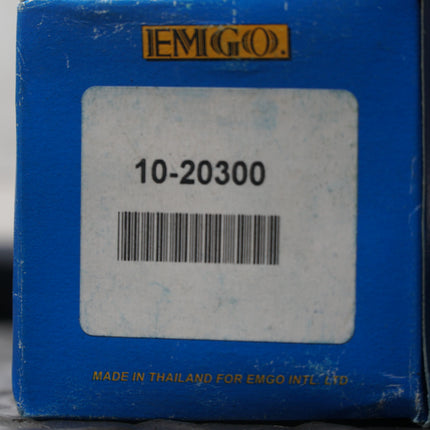 EMGO.
10-20300
MADE IN THAILAND FOR EMGO INTL. LTD.